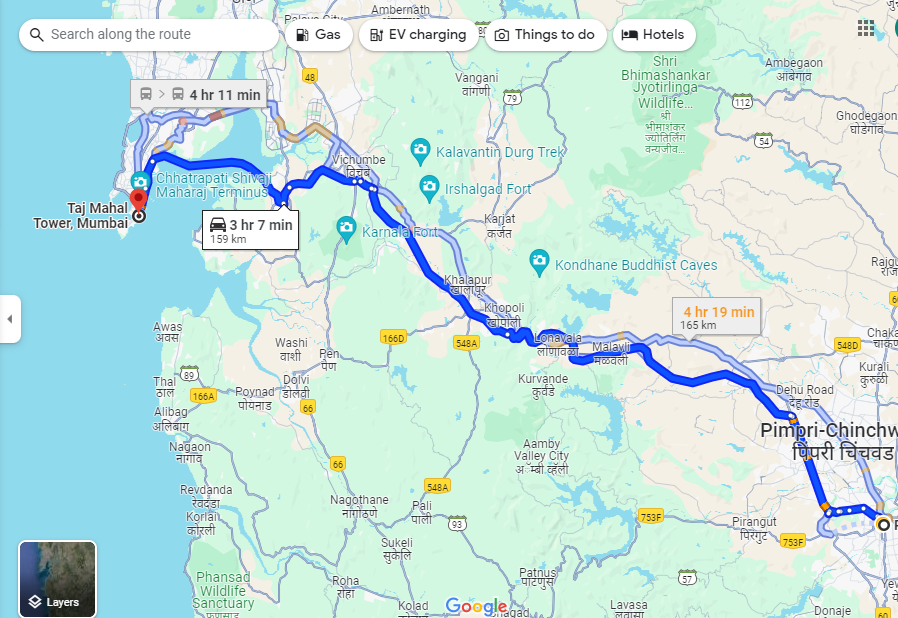 Search along the route
Gas
EV charging
Things to do
Hotels
Ambernath
48
Vangani
वांगणी
79
Shri
Bhimashankar
Jyotirlinga
Wildlife...
श्री
भीमाशंकर
ज्योतिर्लिंग
वन्यजीव...
112
Ambegaon
आंबेगाव
Ghodegaon
घोडेगाव
54
4 hr 11 min
Vichumbe
विचुंबे
Kalavantin Durg Trek
Irshalgad Fort
Chhatrapati Shivaji
Maharaj Terminus
Taj Mahal
Tower, Mumbai
3 hr 7 min
159 km
Karnala Fort
Karjat
कर्जत
Kondhane Buddhist Caves
Khalapur
खालापूर
Khopoli
खोपोली
4 hr 19 min
165 km
Awas
अवस
Washi
वाशी
Pen
पेण
166D
548A
Lonavala
लोणावळा
Malavli
मळवली
548D
Kurali
कुरुळी
Thal
ठाल
89
166A
Poynad
पोयनाड
Dolvi
डोलवी
66
Kurvande
कुर्वंडे
Dehu Road
देहू रोड
Alibag
अलिबाग
Nagaon
नागाव
Pimpri-Chinchw
पिंपरी चिंचवड
Aamby
Valley City
अॅम्बी व्हॅली
66
548A
Revdanda
रेवदंडा
Korlai
कोरली
Nagothane
नागोठणे
Pali
पाली
93
753F
Pirangut
पिरंगुट
753F
Sukeli
सुकेलि
Phansad
Wildlife
Sanctuary
Roha
रोहा
Patnus
पाटणुस
57
Layers
Kolad
Google
Lavasa
Donaje
60